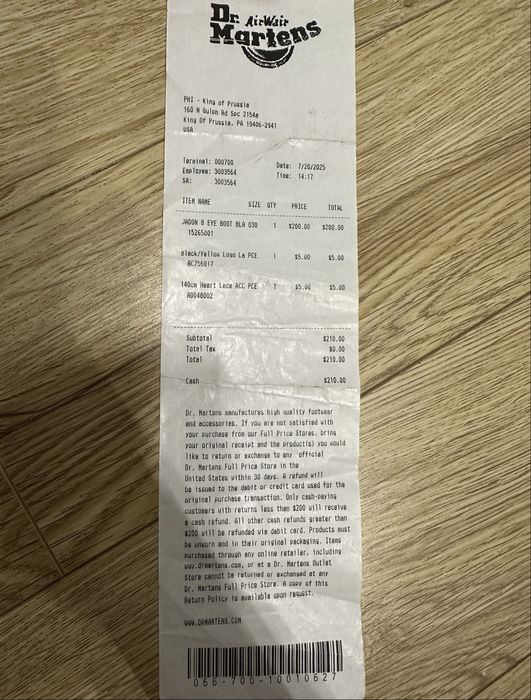 Dr. AirWair
Martens
PHI - King of Prussia
160 N Gulph Rd Spc 2154a
King Of Prussia, PA 19406-2941
USA
Terminal: 000700 Date: 7/20/2025
Employee: 3003564 Time: 14:17
SA: 3003564
ITEM NAME SIZE QTY PRICE TOTAL
JADON 8 EYE BOOT BLA 030 1 $200.00 $200.00
15265001
Black/Yellow Logo La PCE 1 $5.00 $5.00
AC756017
140cm Heart Lace ACC PCE 1 $5.00 $5.00
AD048002
Subtotal $210.00
Total Tax $0.00
Total $210.00
Cash $210.00
Dr. Martens manufactures high quality footwear
and accessories. If you are not satisfied with
your purchase from our Full Price Stores, bring
your original receipt and the product(s) you would
like to return or exchange to any official
Dr. Martens Full Price Store in the
United States within 30 days. A refund will
be issued to the debit or credit card used for the
original purchase transaction. Only cash-paying
customers with returns less than $200 will receive
a cash refund. All other cash refunds greater than
$200 will be refunded via debit card. Products must
be unworn and in their original packaging. Items
purchased through any online retailer, including
www.drmartens.com, or at a Dr. Martens Outlet
Store cannot be returned or exchanged at any
Dr. Martens Full Price Store. A copy of this
Return Policy is available upon request.
WWW.DRMARTENS.COM
066-700-10010627